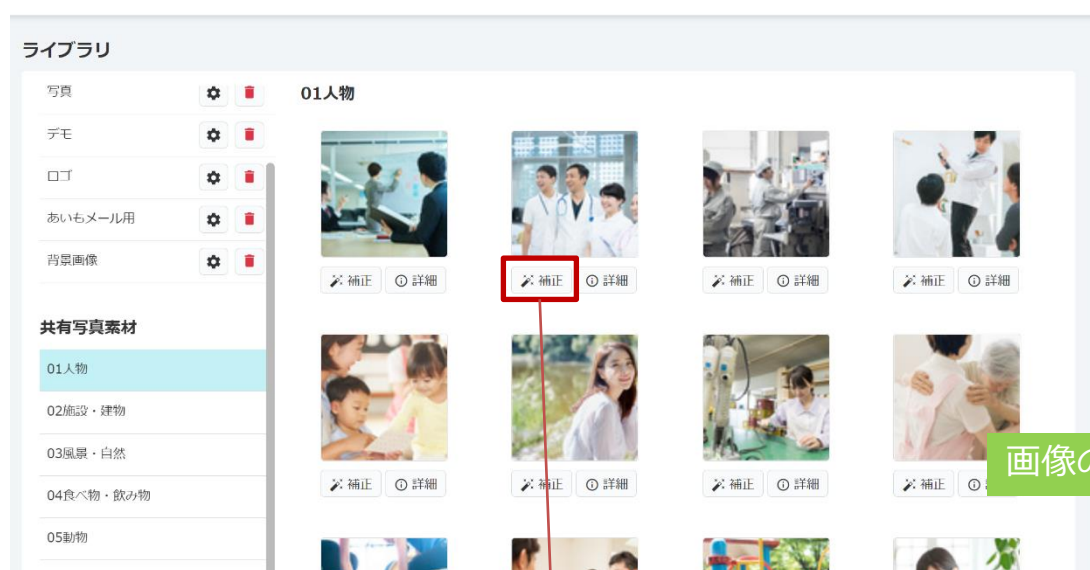 ライブラリ
写真
デモ
ロゴ
あいもメール用
背景画像
共有写真素材
01人物
02施設・建物
03風景・自然
04食べ物・飲み物
05動物
01人物
補正 詳細 補正 詳細 補正 詳細 補正 詳細
補正 詳細 補正 詳細 補正 詳細 補正
画像の